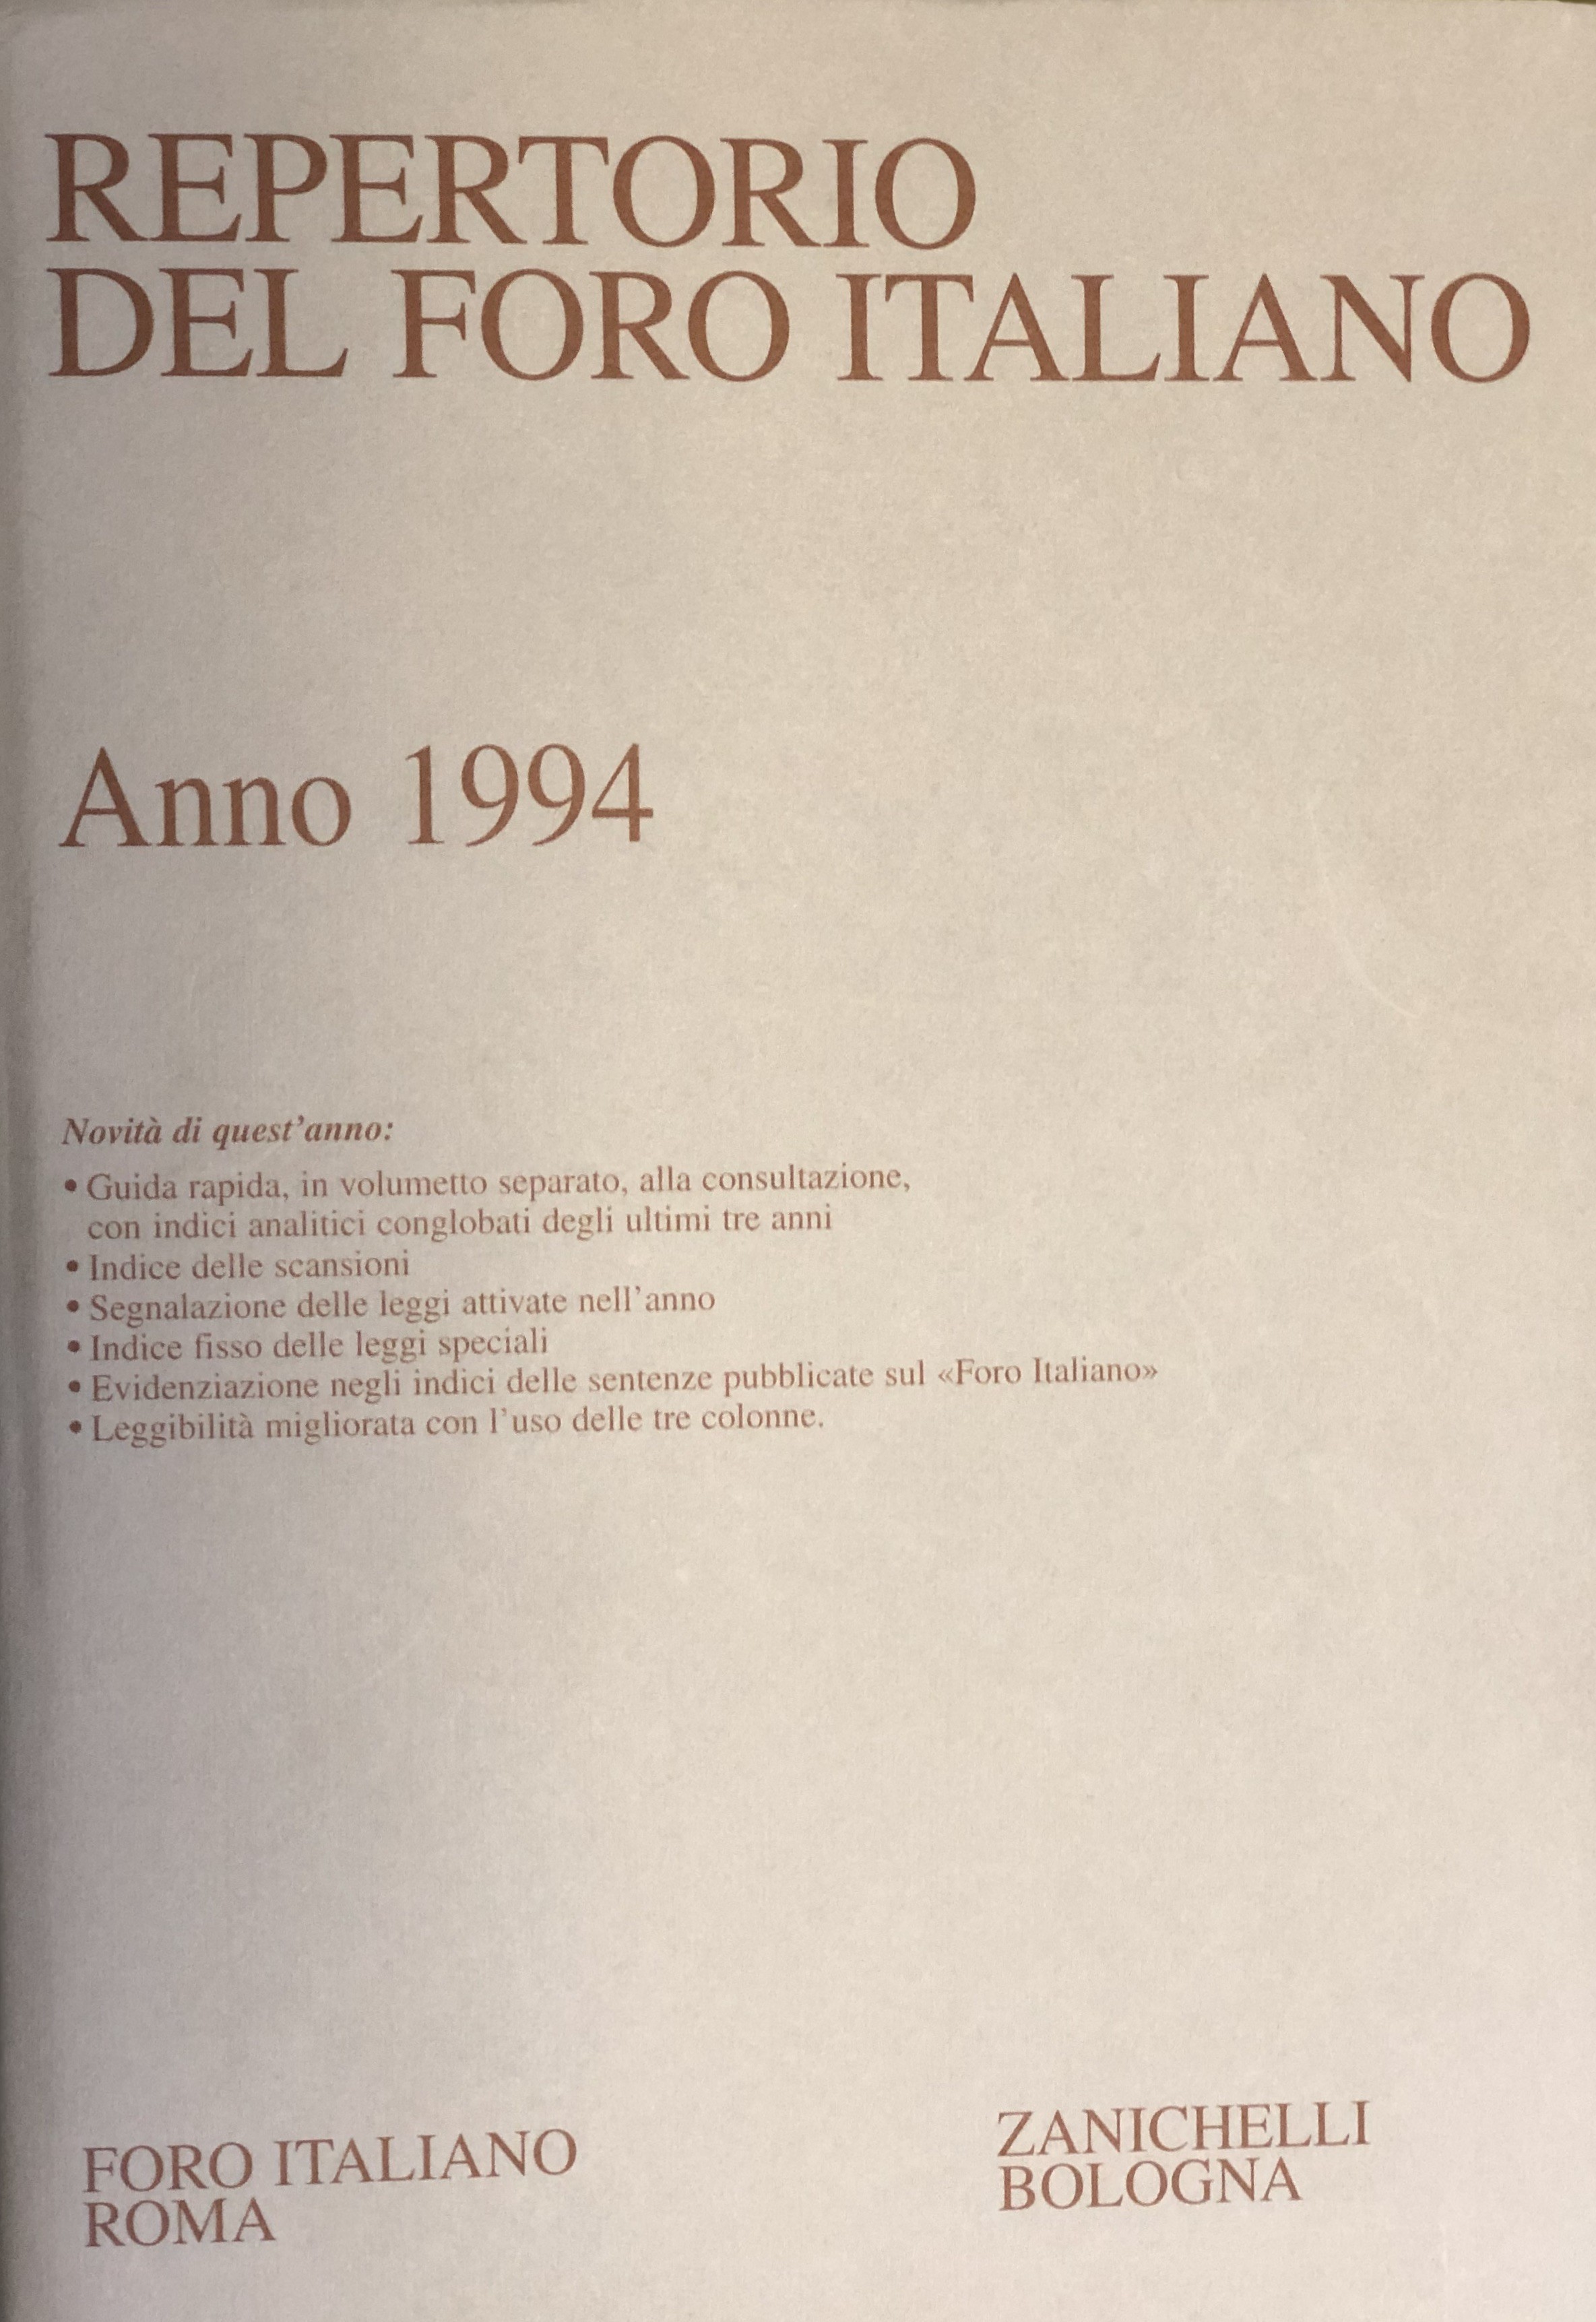 REPERTORIO
DEL FORO ITALIANO
Anno 1994
Novità di quest'anno:
• Guida rapida, in volumetto separato, alla consultazione,
con indici analitici conglobati degli ultimi tre anni
• Indice delle scansioni
• Segnalazione delle leggi attivate nell'anno
• Indice fisso delle leggi speciali
• Evidenziazione negli indici delle sentenze pubblicate sul «Foro Italiano»
• Leggibilità migliorata con l'uso delle tre colonne.
FORO ITALIANO
ROMA
ZANICHELLI
BOLOGNA